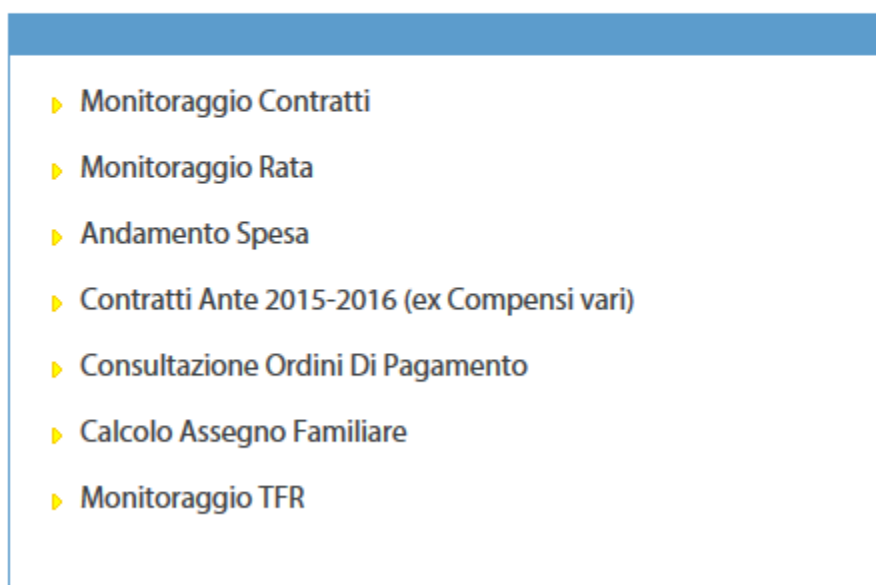 Monitoraggio Contratti
Monitoraggio Rata
Andamento Spesa
Contratti Ante 2015-2016 (ex Compensi vari)
Consultazione Ordini Di Pagamento
Calcolo Assegno Familiare
Monitoraggio TFR